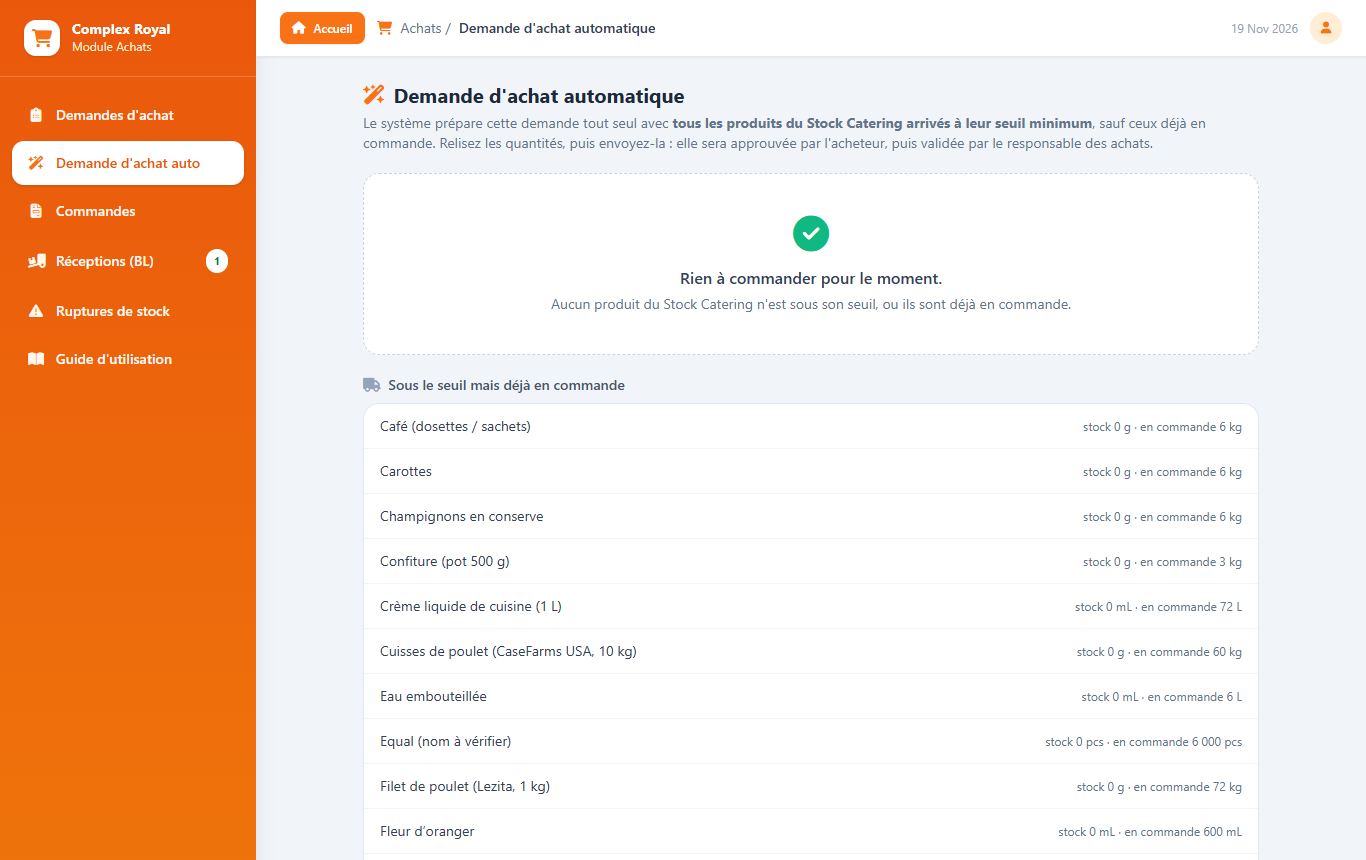 Complex Royal
Module Achats
Demandes d'achat
Demande d'achat auto
Commandes
Réceptions (BL) 1
Ruptures de stock
Guide d'utilisation
Accueil Achats / Demande d'achat automatique 19 Nov 2026
Demande d'achat automatique
Le système prépare cette demande tout seul avec tous les produits du Stock Catering arrivés à leur seuil minimum, sauf ceux déjà en
commande. Relisez les quantités, puis envoyez-la : elle sera approuvée par l'acheteur, puis validée par le responsable des achats.
Rien à commander pour le moment.
Aucun produit du Stock Catering n'est sous son seuil, ou ils sont déjà en commande.
Sous le seuil mais déjà en commande
Café (dosettes / sachets) stock 0 g · en commande 6 kg
Carottes stock 0 g · en commande 6 kg
Champignons en conserve stock 0 g · en commande 6 kg
Confiture (pot 500 g) stock 0 g · en commande 3 kg
Crème liquide de cuisine (1 L) stock 0 mL · en commande 72 L
Cuisses de poulet (CaseFarms USA, 10 kg) stock 0 g · en commande 60 kg
Eau embouteillée stock 0 mL · en commande 6 L
Equal (nom à vérifier) stock 0 pcs · en commande 6 000 pcs
Filet de poulet (Lezita, 1 kg) stock 0 g · en commande 72 kg
Fleur d’oranger stock 0 mL · en commande 600 mL